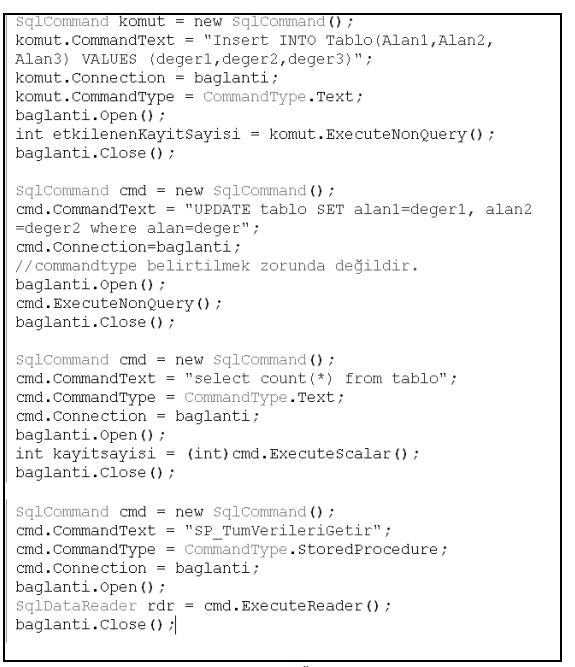 SqlCommand komut = new SqlCommand();
komut.CommandText = "Insert INTO Tablo(Alan1,Alan2,
Alan3) VALUES (deger1,deger2,deger3)";
komut.Connection = baglanti;
komut.CommandType = CommandType.Text;
baglanti.Open();
int etkilenenKayitSayisi = komut.ExecuteNonQuery();
baglanti.Close();
SqlCommand cmd = new SqlCommand();
cmd.CommandText = "UPDATE tablo SET alan1=deger1, alan2
=deger2 where alan=deger";
cmd.Connection=baglanti;
//commandtype belirtilmek zorunda değildir.
baglanti.Open();
cmd.ExecuteNonQuery();
baglanti.Close();
SqlCommand cmd = new SqlCommand();
cmd.CommandText = "select count(*) from tablo";
cmd.CommandType = CommandType.Text;
cmd.Connection = baglanti;
baglanti.Open();
int kayitsayisi = (int)cmd.ExecuteScalar();
baglanti.Close();
SqlCommand cmd = new SqlCommand();
cmd.CommandText = "SP_TumVerileriGetir";
cmd.CommandType = CommandType.StoredProcedure;
cmd.Connection = baglanti;
baglanti.Open();
SqlDataReader rdr = cmd.ExecuteReader();
baglanti.Close();